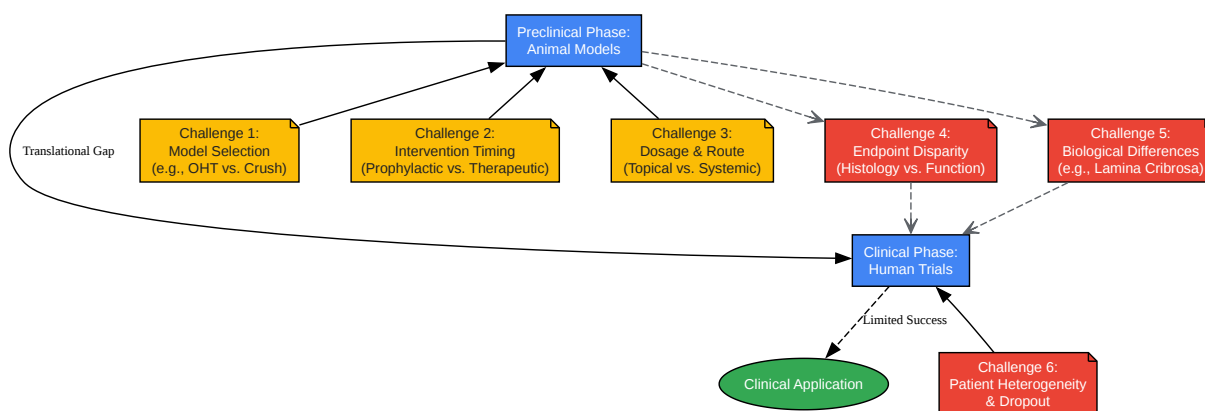 Preclinical Phase:
Animal Models
Translational Gap
Challenge 1:
Model Selection
(e.g., OHT vs. Crush)
Challenge 2:
Intervention Timing
(Prophylactic vs. Therapeutic)
Challenge 3:
Dosage & Route
(Topical vs. Systemic)
Challenge 4:
Endpoint Disparity
(Histology vs. Function)
Challenge 5:
Biological Differences
(e.g., Lamina Cribrosa)
Clinical Phase:
Human Trials
Limited Success
Clinical Application
Challenge 6:
Patient Heterogeneity
& Dropout